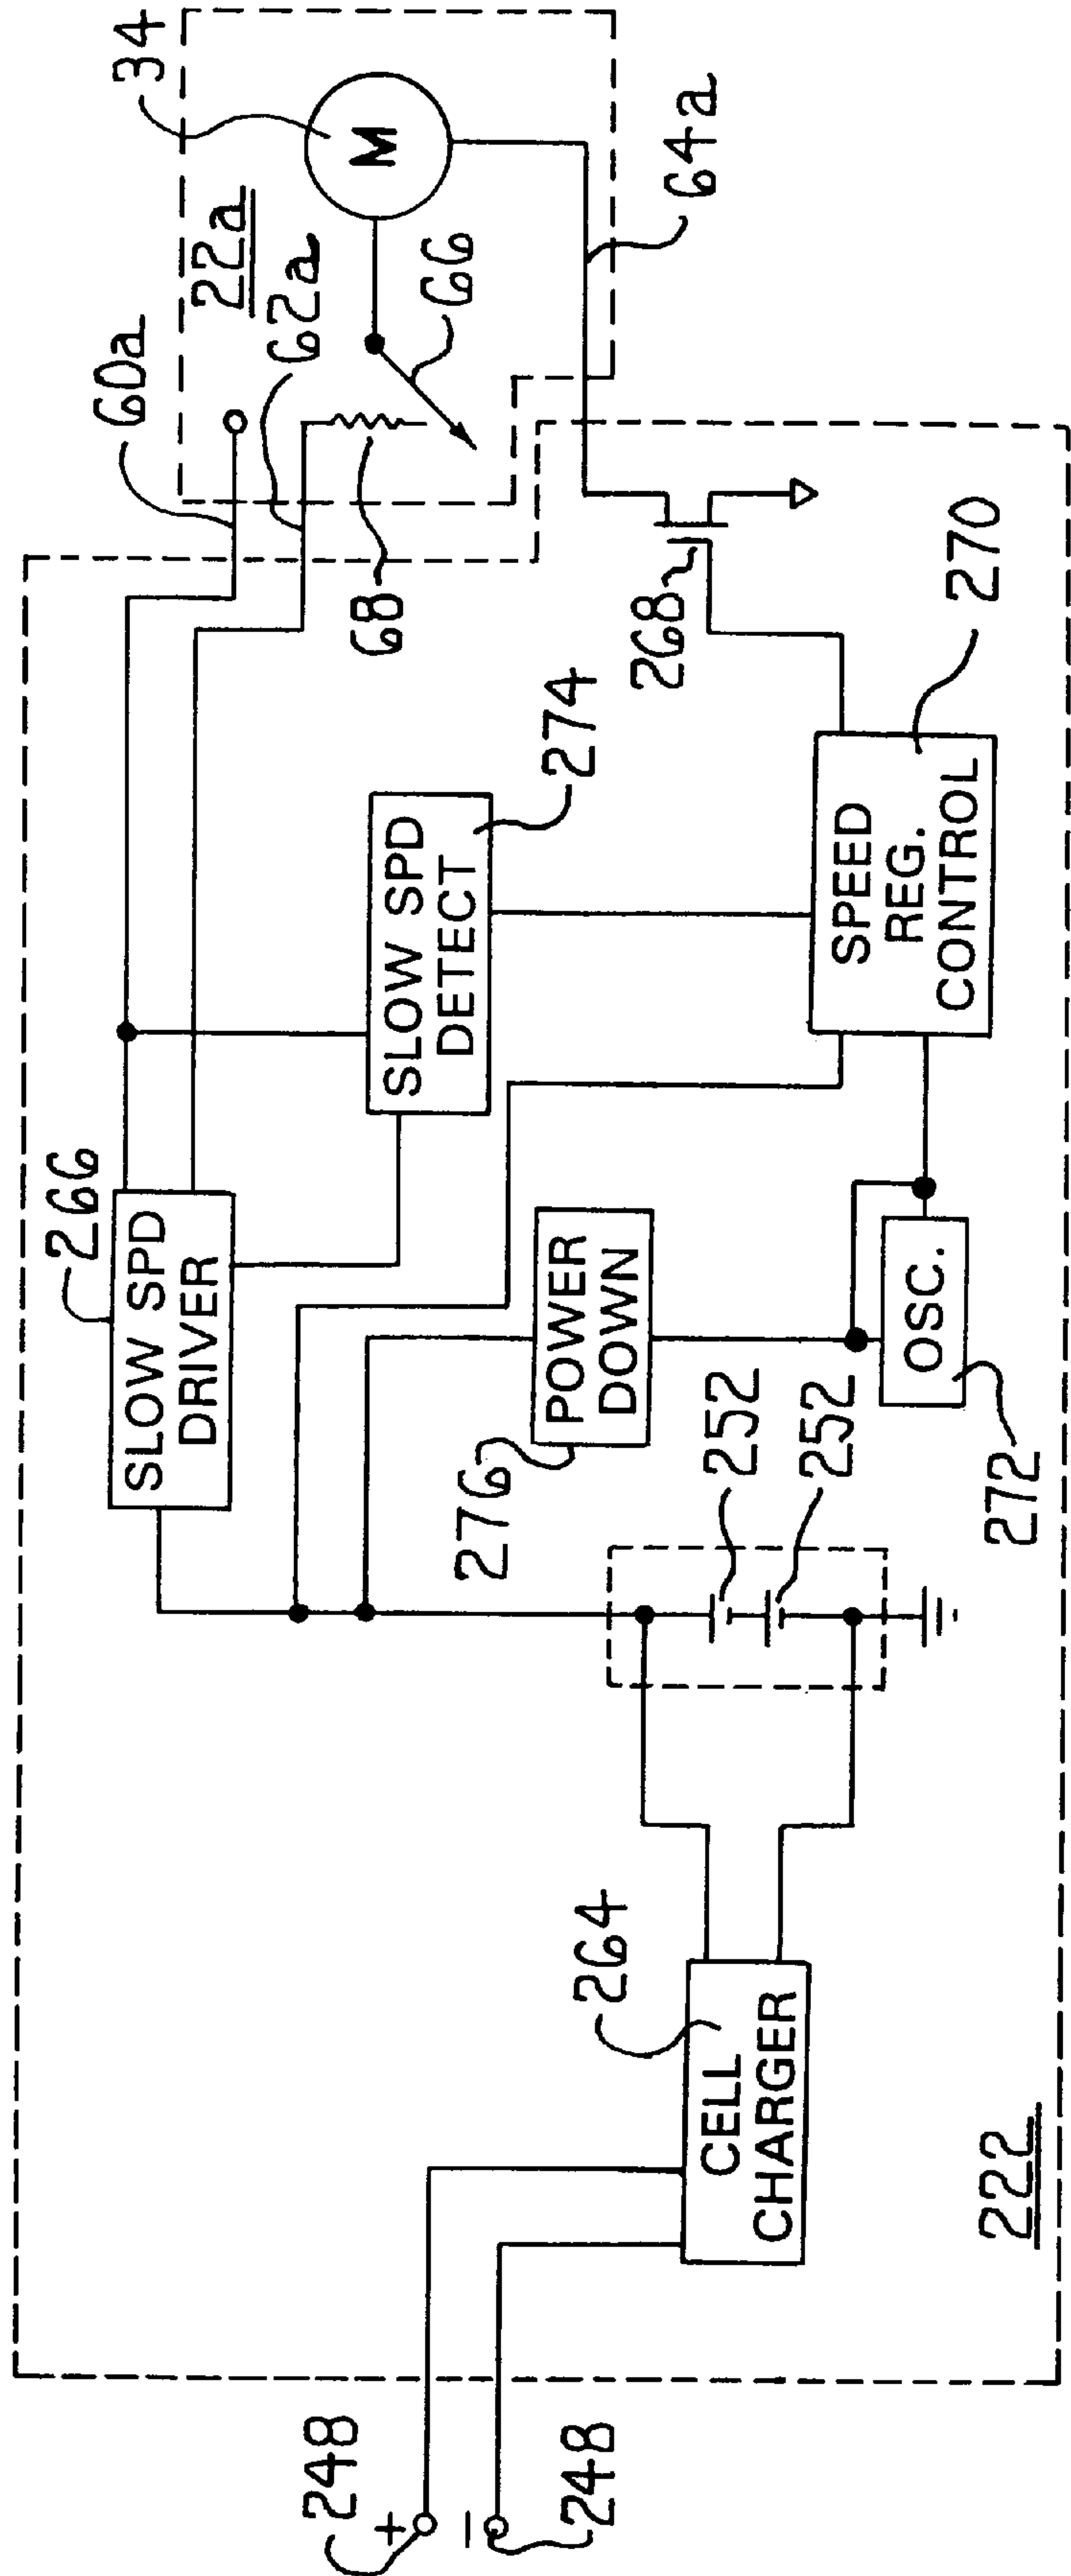 34
22a
60a
62a
66
64a
68
268
270
274
SLOW SPD
DETECT
SPEED
REG.
CONTROL
266
SLOW SPD
DRIVER
POWER
DOWN
276
OSC.
272
252
252
264
CELL
CHARGER
222
248
+
248
−
M